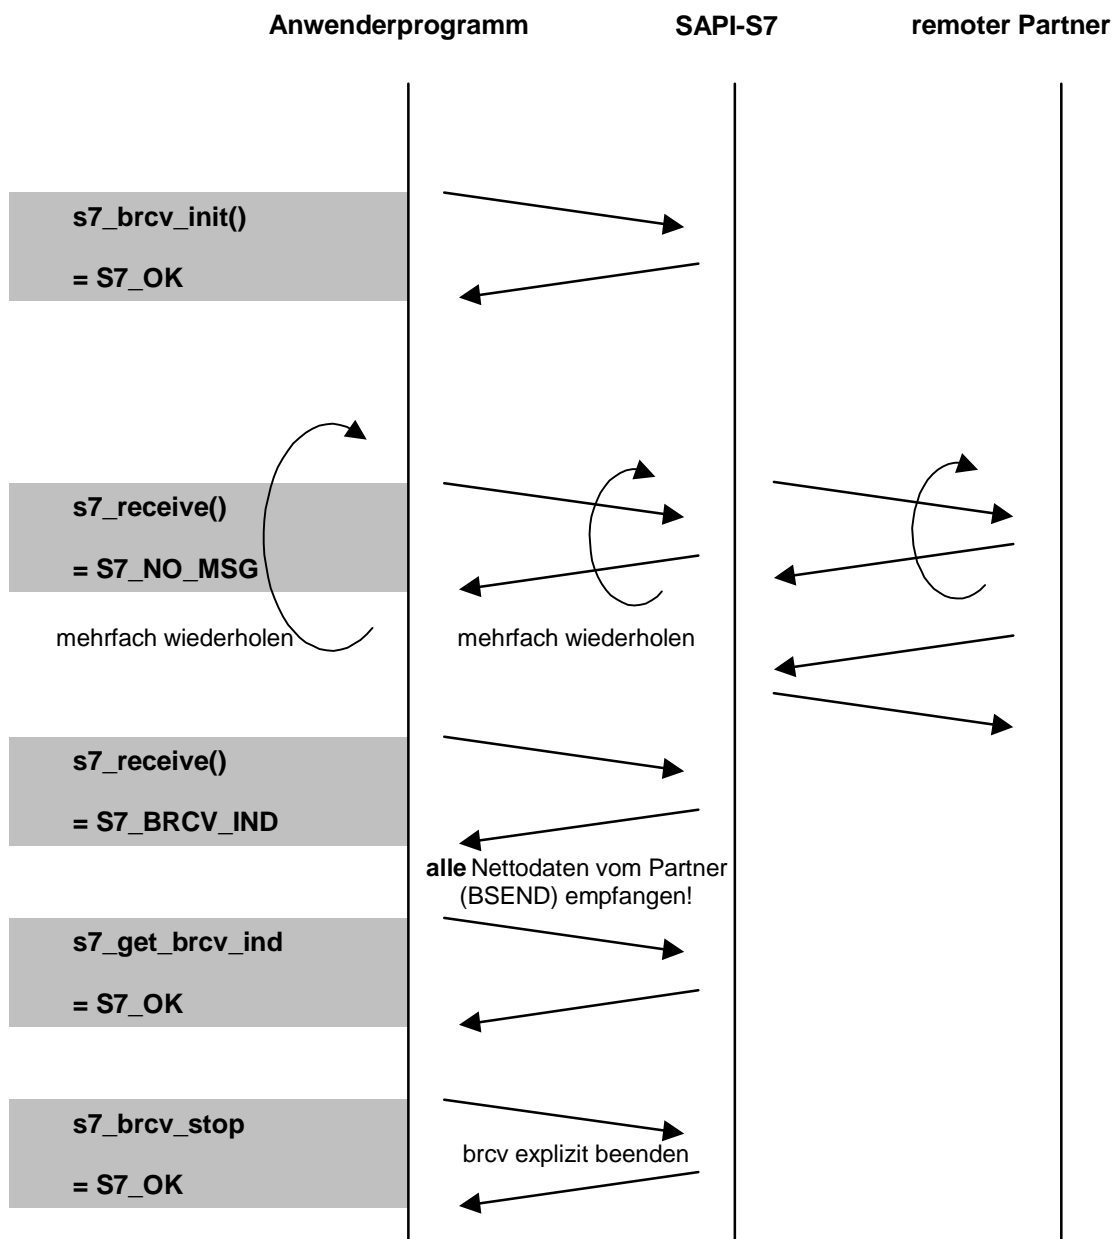 Anwenderprogramm SAPI-S7 remoter Partner
s7_brcv_init()
= S7_OK
s7_receive()
= S7_NO_MSG
mehrfach wiederholen mehrfach wiederholen
s7_receive()
= S7_BRCV_IND
alle Nettodaten vom Partner
(BSEND) empfangen!
s7_get_brcv_ind
= S7_OK
s7_brcv_stop
brcv explizit beenden
= S7_OK